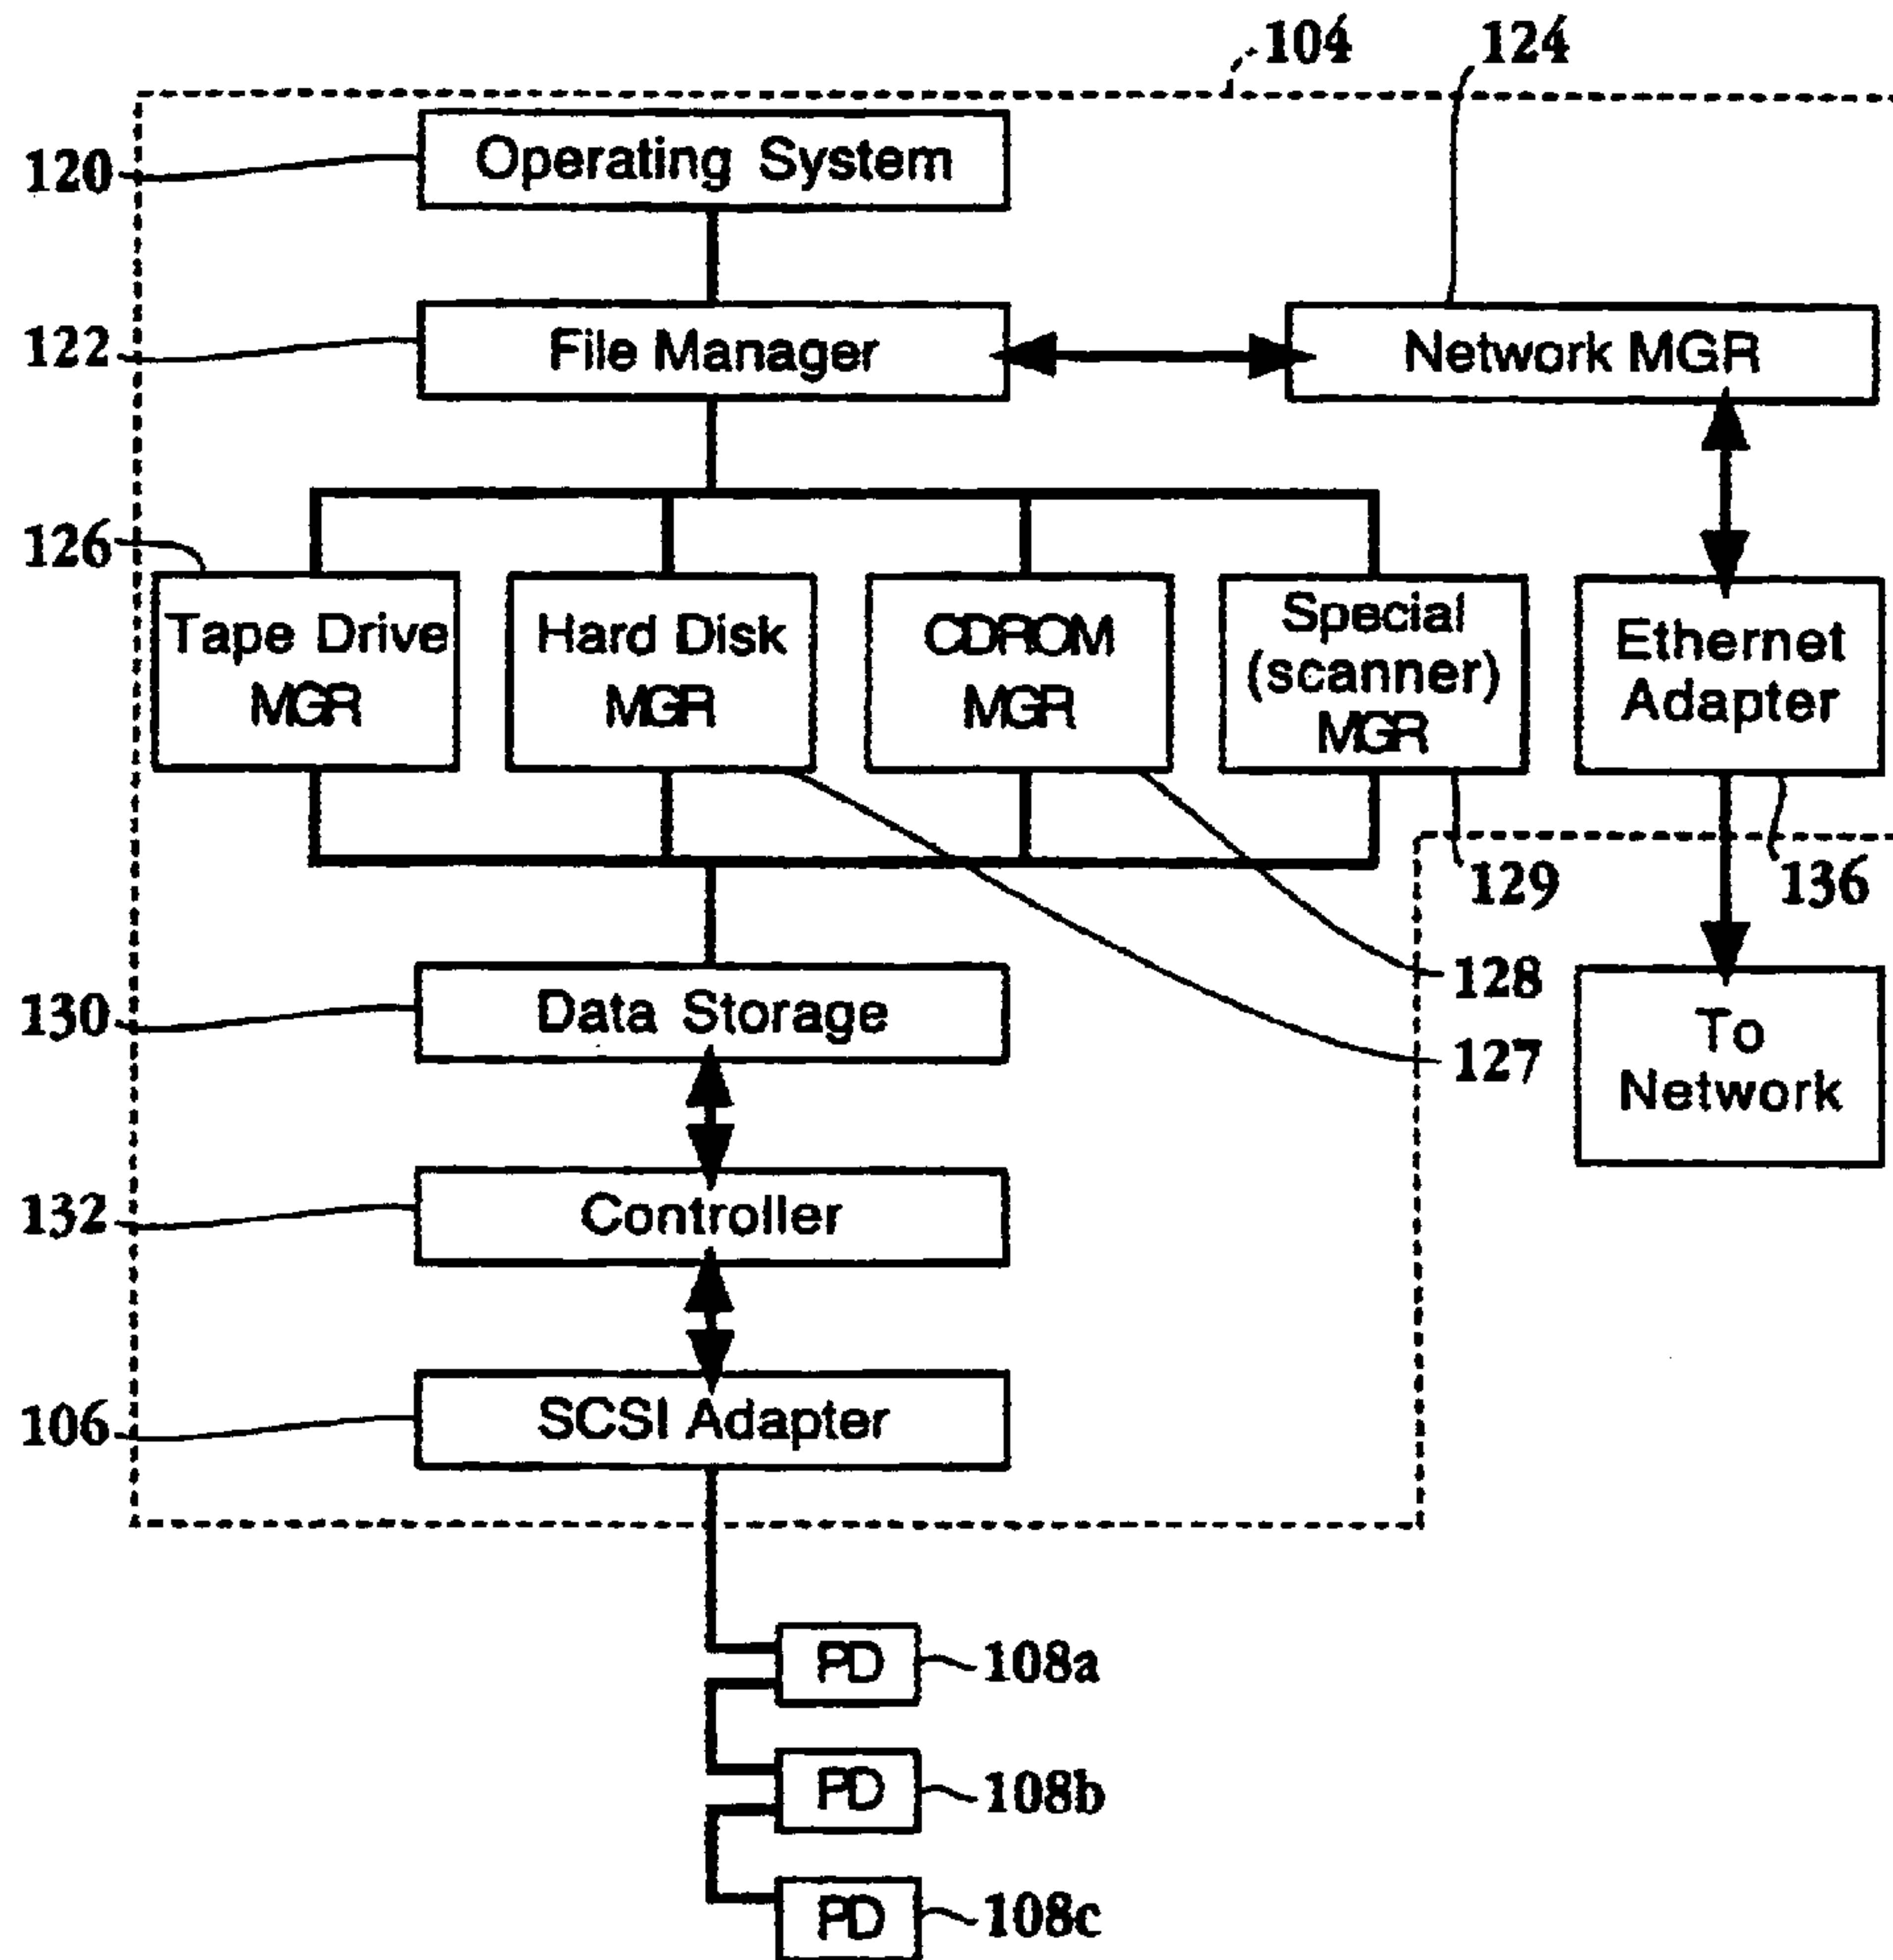 104
124
120
Operating System
122
File Manager
Network MGR
126
Tape Drive
MGR
Hard Disk
MGR
CDROM
MGR
Special
(scanner)
MGR
Ethernet
Adapter
129
136
128
127
130
Data Storage
To
Network
132
Controller
106
SCSI Adapter
PD
108a
PD
108b
PD
108c